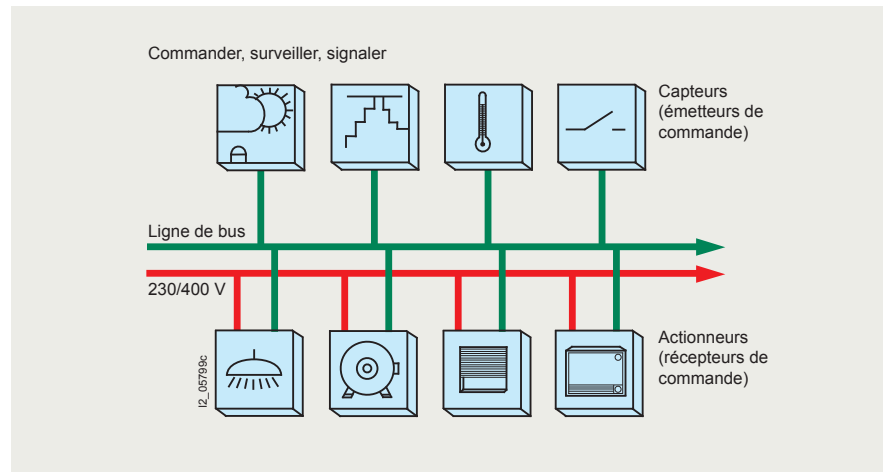 Commander, surveiller, signaler
Capteurs
(émetteurs de
commande)
Ligne de bus
230/400 V
Actionneurs
(récepteurs de
commande)
I2_05799c